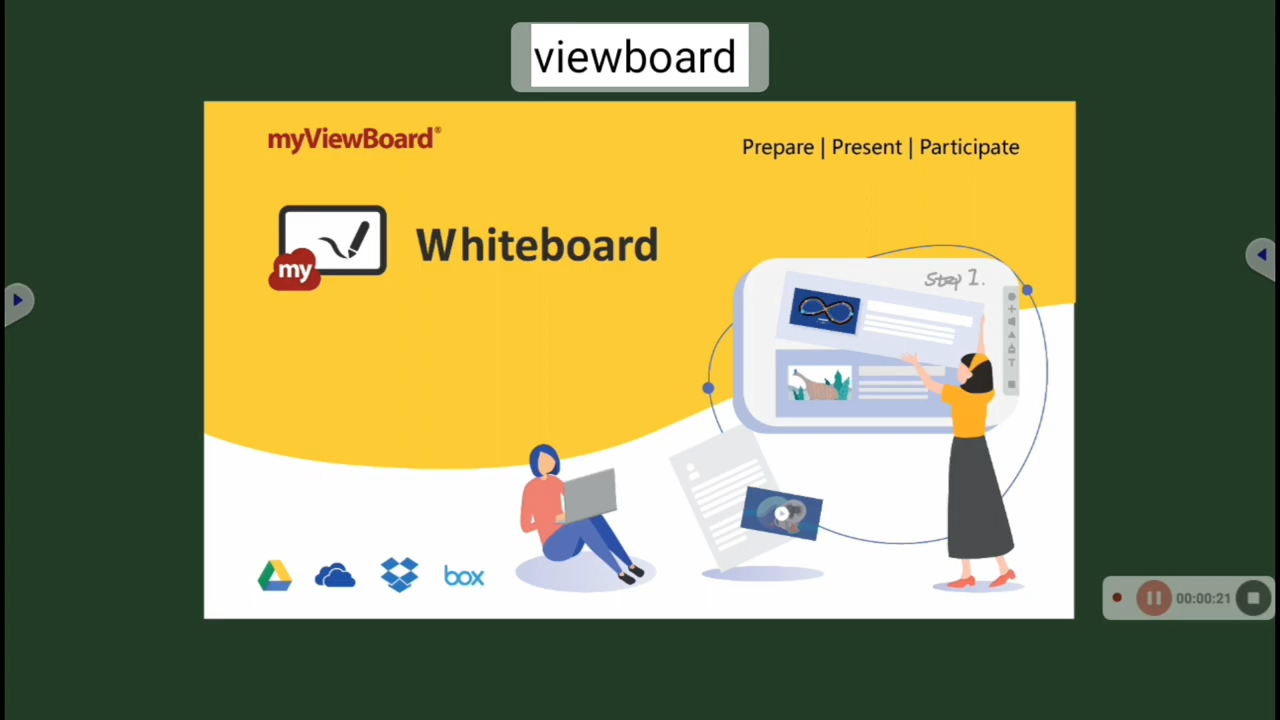 viewboard
myViewBoard®
Prepare | Present | Participate
my
Whiteboard
Step 1.
T
box
00:00:21